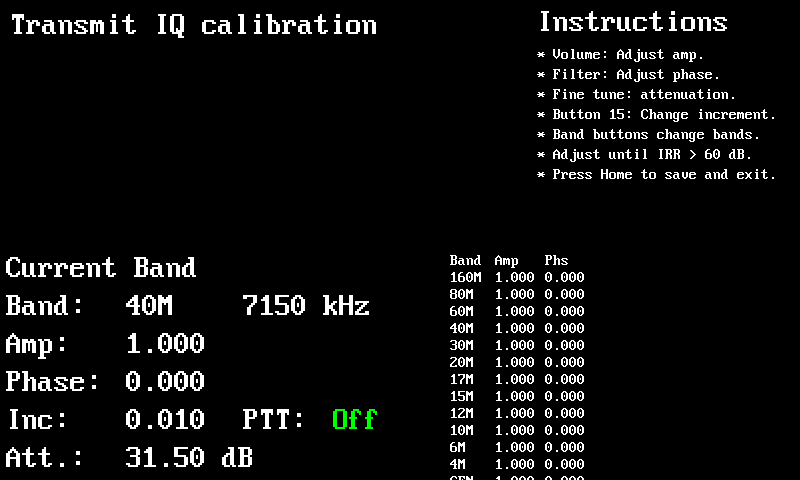 Transmit IQ calibration
Instructions
* Volume: Adjust amp.
* Filter: Adjust phase.
* Fine tune: attenuation.
* Button 15: Change increment.
* Band buttons change bands.
* Adjust until IRR > 60 dB.
* Press Home to save and exit.
Current Band
Band: 40M 7150 kHz
Amp: 1.000
Phase: 0.000
Inc: 0.010 PTT: Off
Att.: 31.50 dB
Band Amp Phs
160M 1.000 0.000
80M 1.000 0.000
60M 1.000 0.000
40M 1.000 0.000
30M 1.000 0.000
20M 1.000 0.000
17M 1.000 0.000
15M 1.000 0.000
12M 1.000 0.000
10M 1.000 0.000
6M 1.000 0.000
4M 1.000 0.000